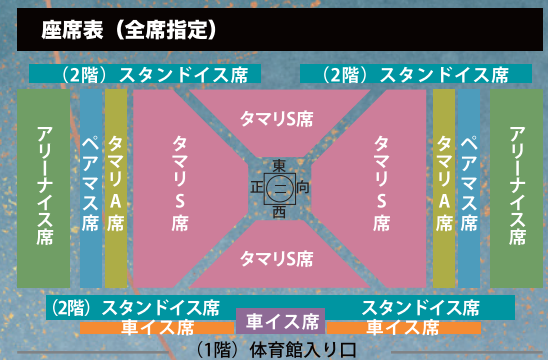 座席表（全席指定）
（2階）スタンドイス席
（2階）スタンドイス席
アリーナイス席
ペアマス席
タマリA席
タマリS席
タマリS席
タマリS席
タマリA席
ペアマス席
アリーナイス席
東
正
二
向
西
タマリS席
（2階）スタンドイス席
スタンドイス席
車イス席
車イス席
車イス席
（1階）体育館入り口